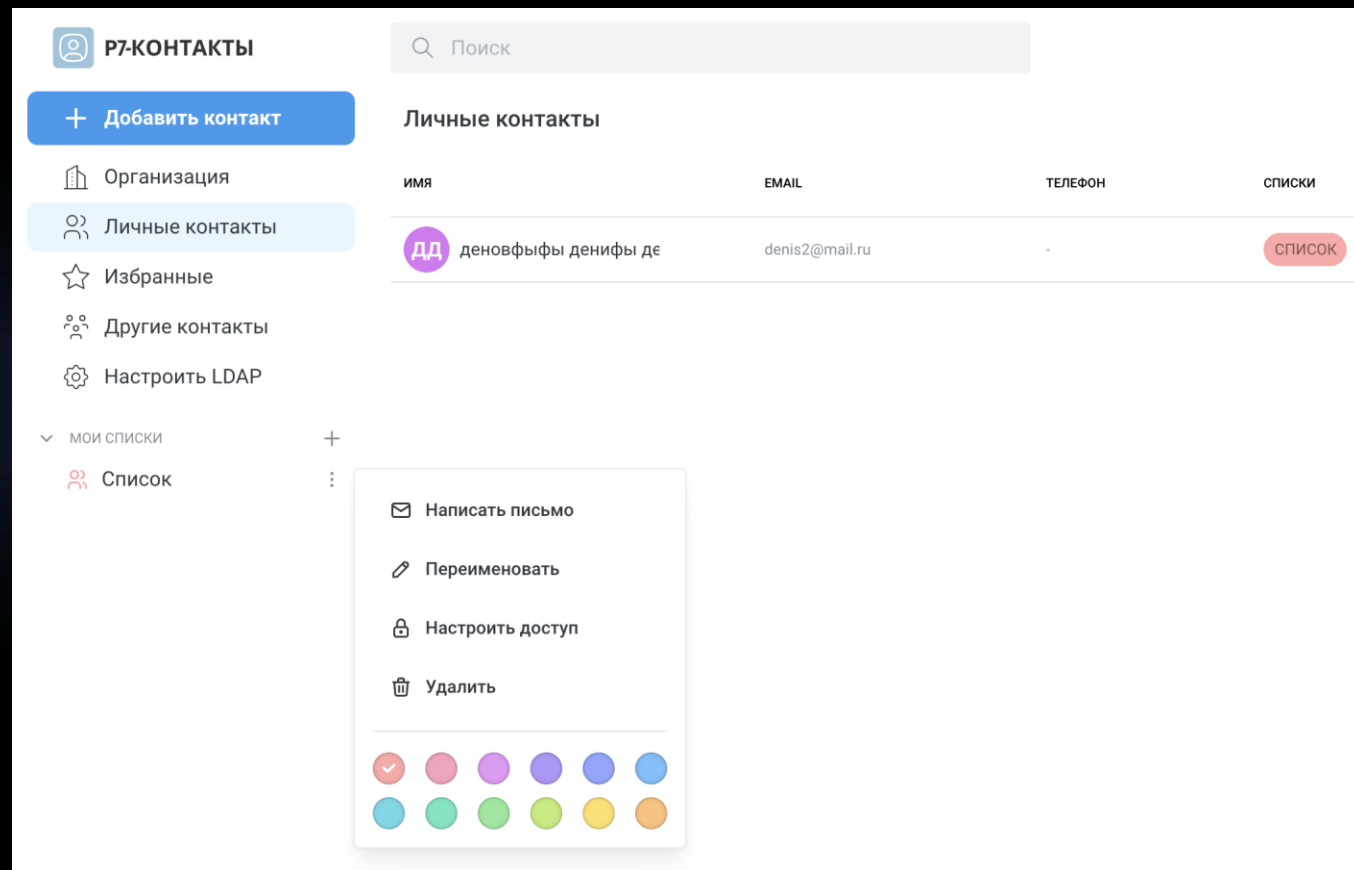 Р7-КОНТАКТЫ
Поиск
Добавить контакт
Организация
Личные контакты
Избранные
Другие контакты
Настроить LDAP
МОИ СПИСКИ
Список
Личные контакты
ИМЯ EMAIL ТЕЛЕФОН СПИСКИ
ДД деновфыфы денифы де denis2@mail.ru - СПИСОК
Написать письмо
Переименовать
Настроить доступ
Удалить